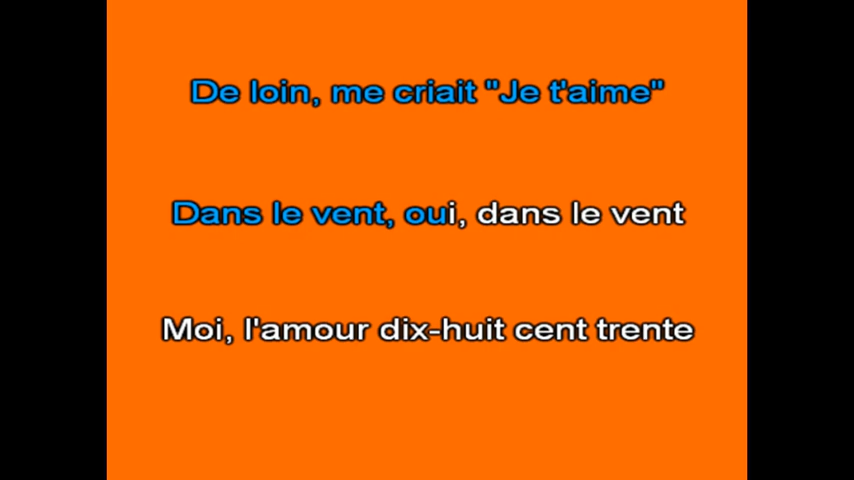 De loin, me criait "Je t'aime"
Dans le vent, oui, dans le vent
Moi, l'amour dix-huit cent trente